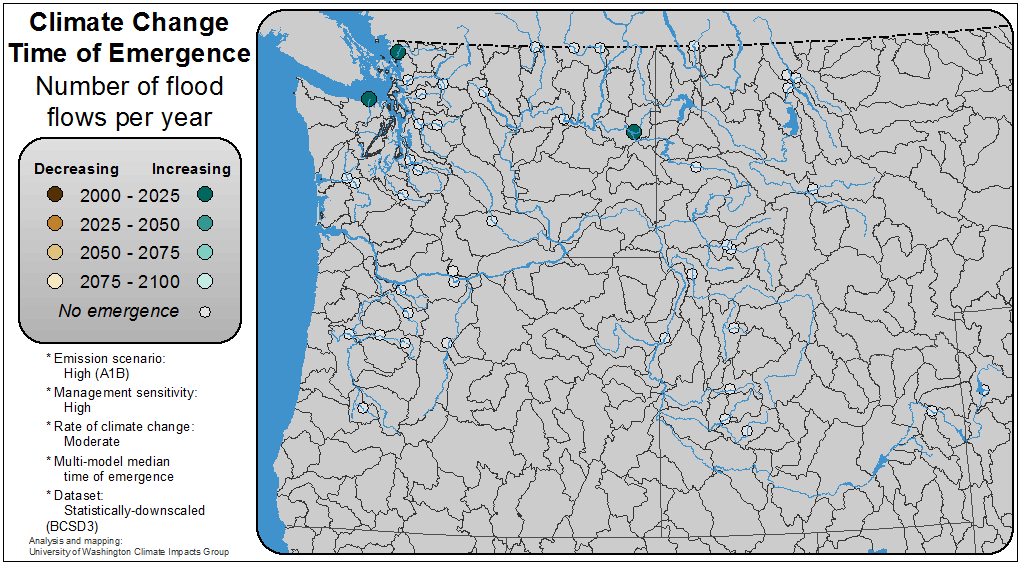 Climate Change
Time of Emergence
Number of flood
flows per year
Decreasing Increasing
2000 - 2025
2025 - 2050
2050 - 2075
2075 - 2100
No emergence
* Emission scenario:
High (A1B)
* Management sensitivity:
High
* Rate of climate change:
Moderate
* Multi-model median
time of emergence
* Dataset:
Statistically-downscaled
(BCSD3)
Analysis and mapping:
University of Washington Climate Impacts Group